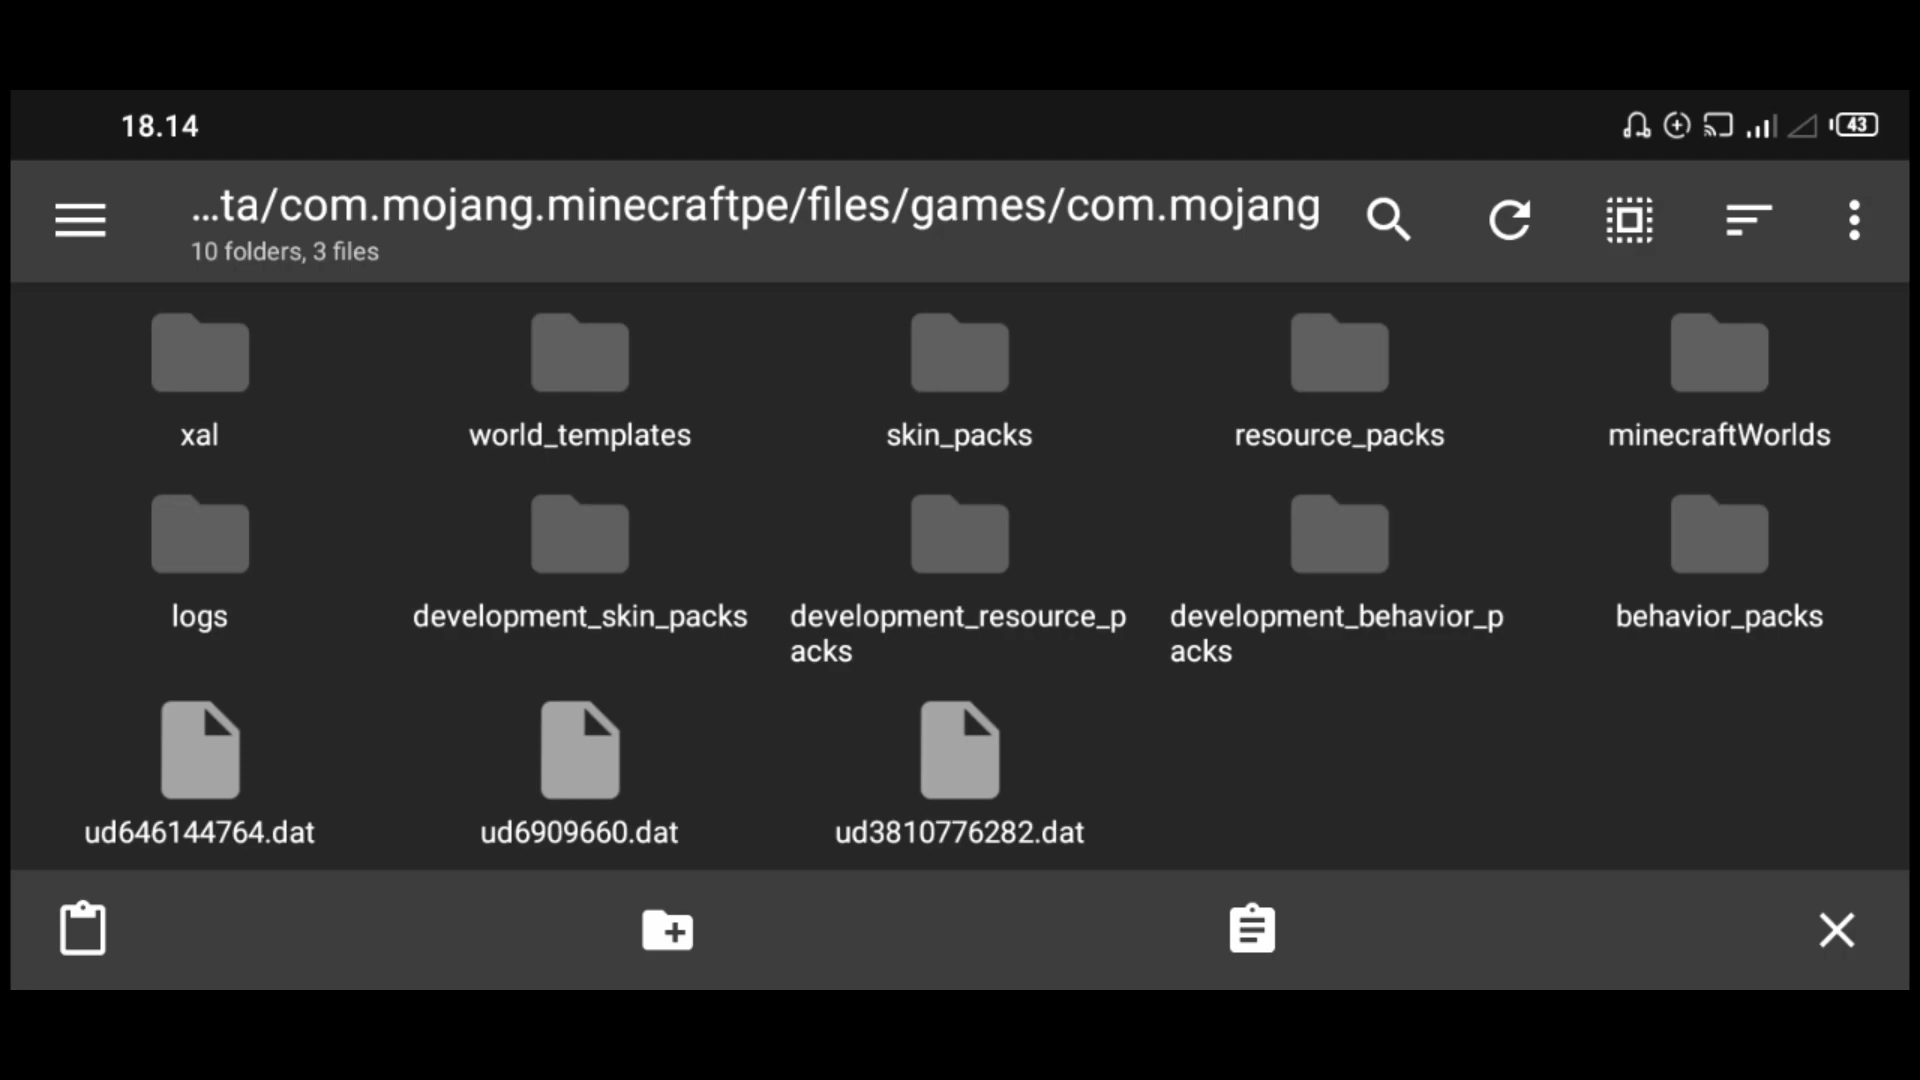 18.14
43
...ta/com.mojang.minecraftpe/files/games/com.mojang
10 folders, 3 files
xal
world_templates
skin_packs
resource_packs
minecraftWorlds
logs
development_skin_packs
development_resource_p
acks
development_behavior_p
acks
behavior_packs
ud646144764.dat
ud6909660.dat
ud3810776282.dat